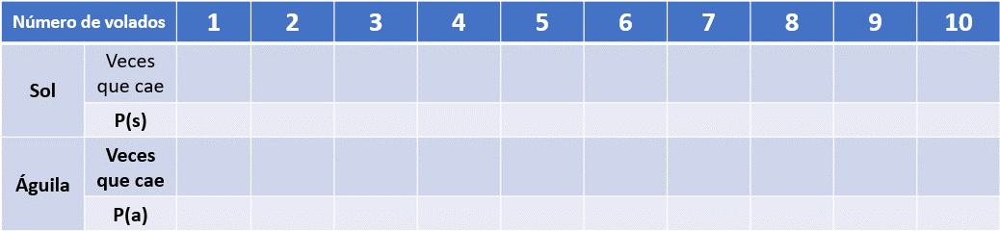 Número de volados 1 2 3 4 5 6 7 8 9 10
Sol
Veces
que cae
P(s)
Águila
Veces
que cae
P(a)